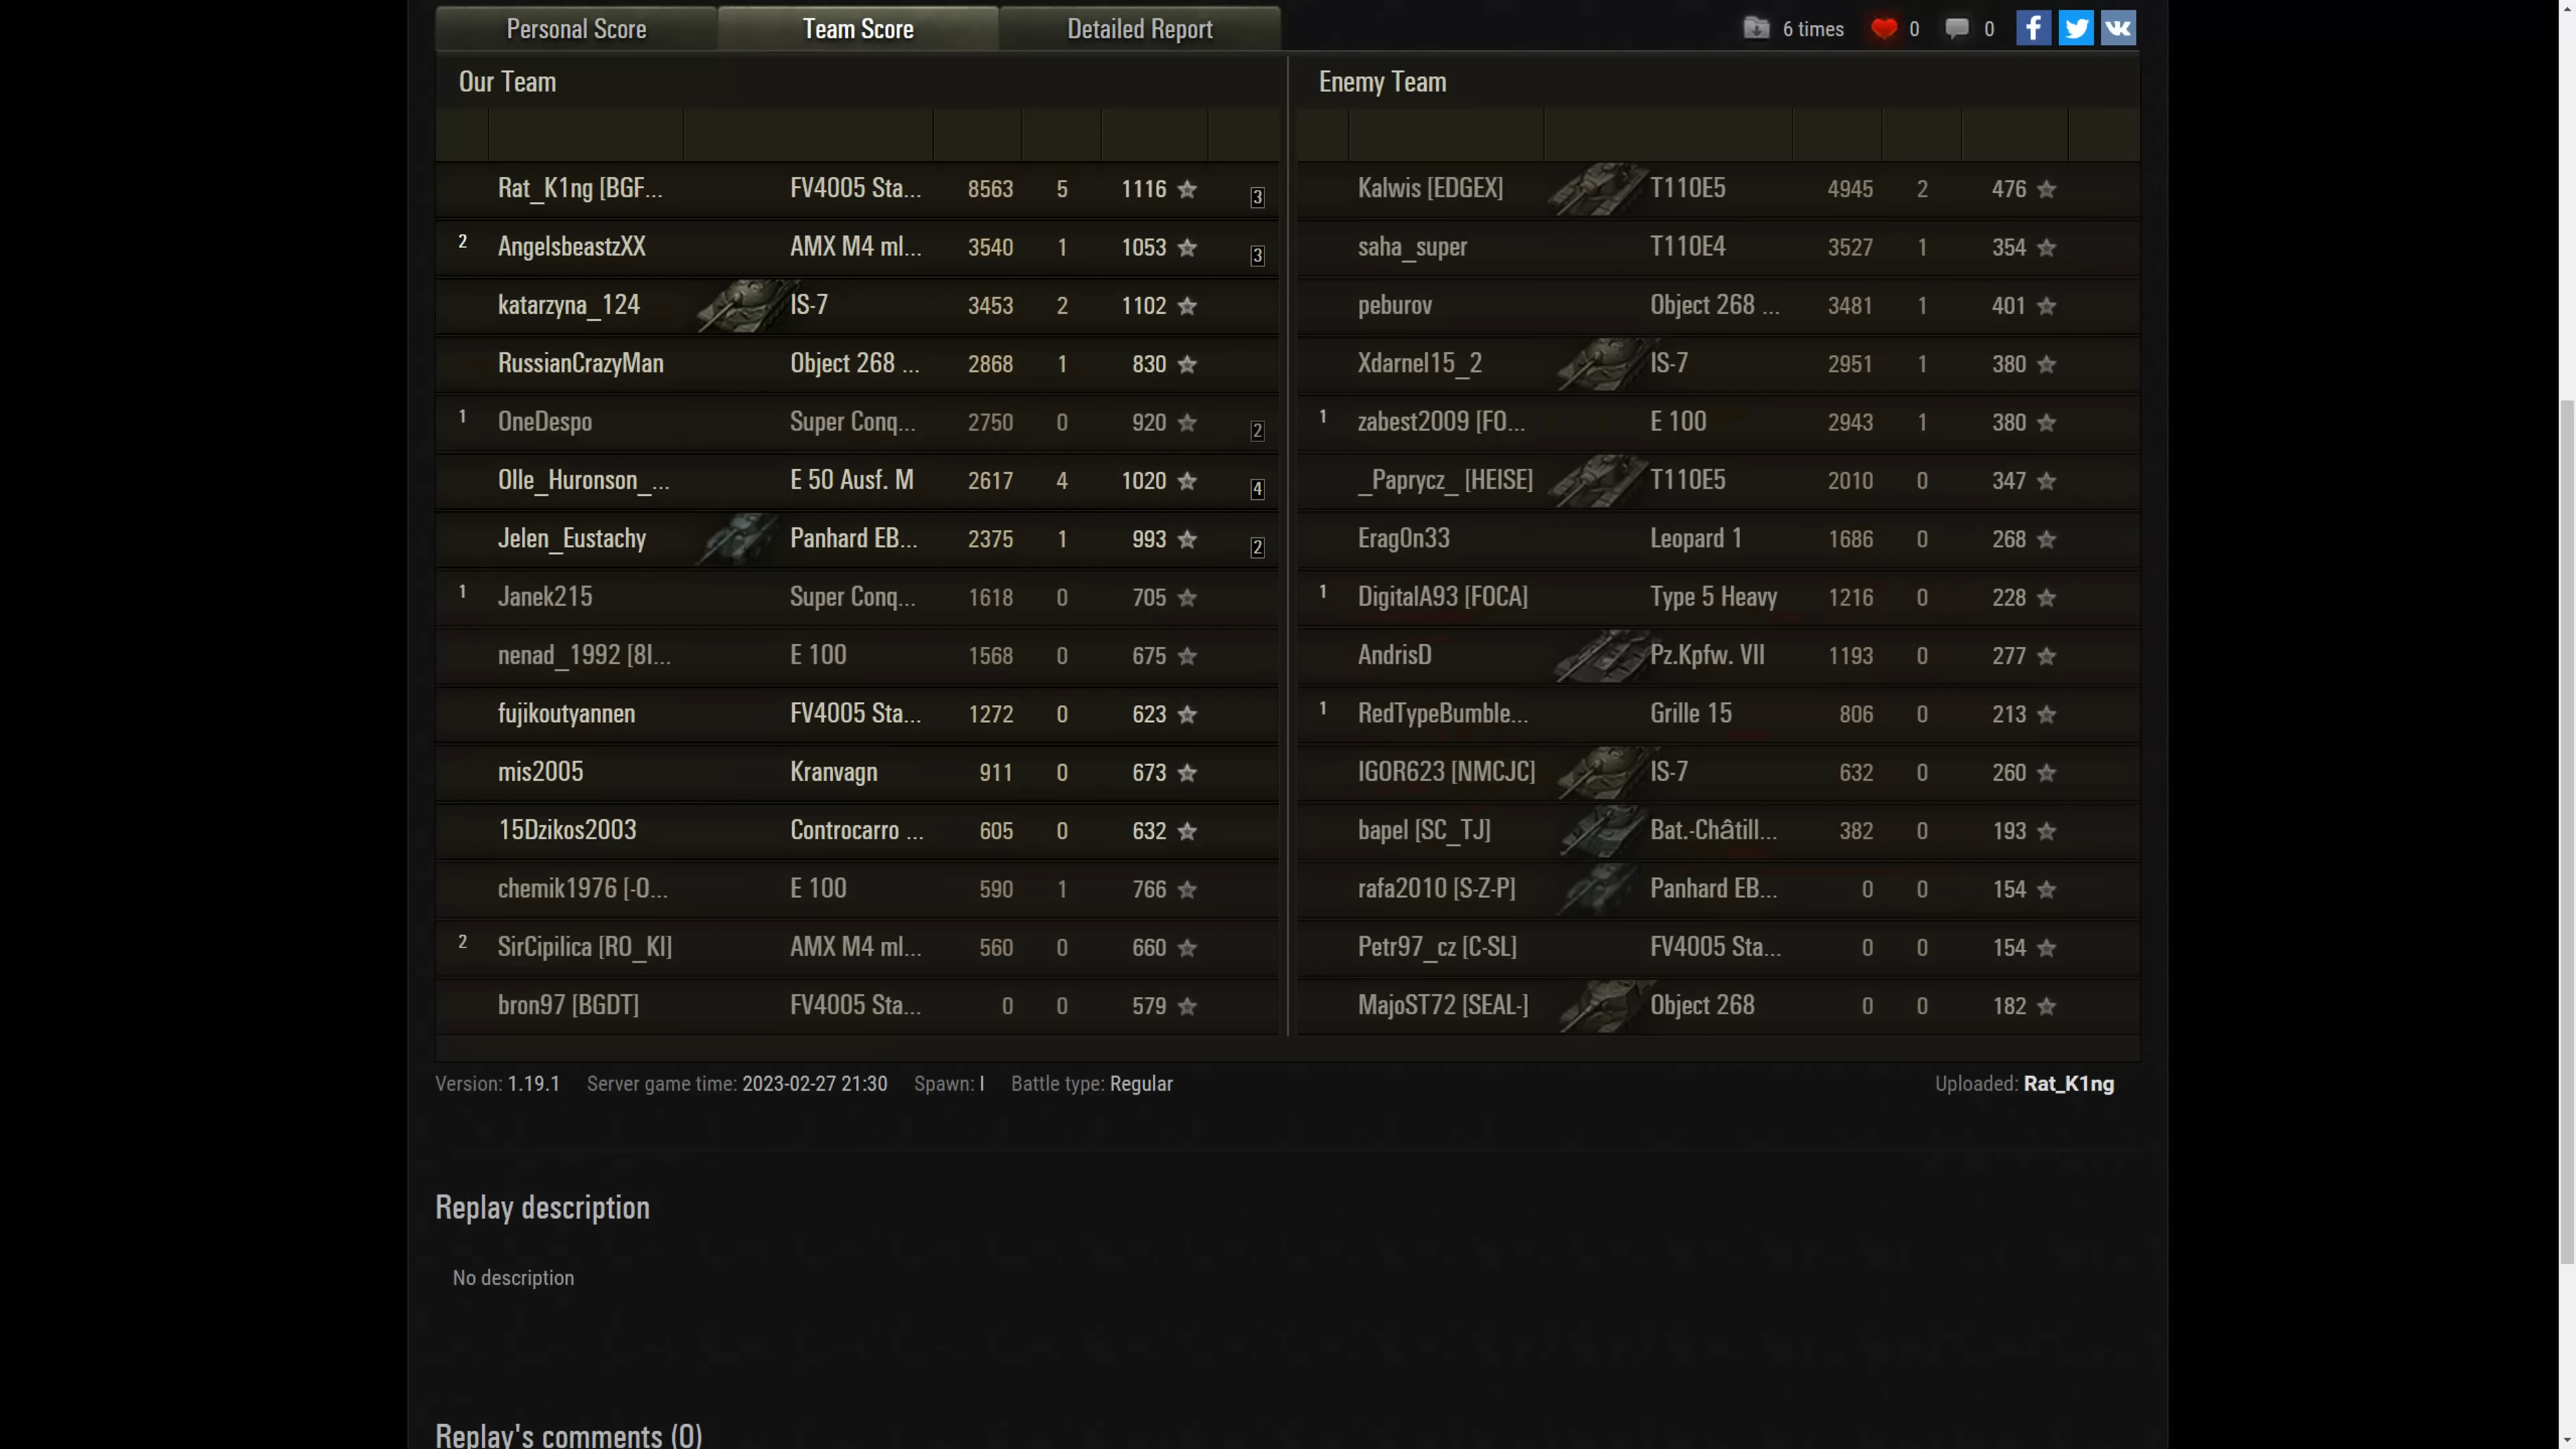 Personal Score Team Score Detailed Report 6 times 0 0
Our Team Enemy Team
Rat_K1ng [BGF... FV4005 Sta... 8563 5 1116 3 Kalwis [EDGEX] T110E5 4945 2 476
2 AngelsbeastzXX AMX M4 ml... 3540 1 1053 3 saha_super T110E4 3527 1 354
katarzyna_124 IS-7 3453 2 1102 peburov Object 268 ... 3481 1 401
RussianCrazyMan Object 268 ... 2868 1 830 Xdarnel15_2 IS-7 2951 1 380
1 OneDespo Super Conq... 2750 0 920 2 1 zabest2009 [FO... E 100 2943 1 380
Olle_Huronson_... E 50 Ausf. M 2617 4 1020 4 _Paprycz_ [HEISE] T110E5 2010 0 347
Jelen_Eustachy Panhard EB... 2375 1 993 2 Erag0n33 Leopard 1 1686 0 268
1 Janek215 Super Conq... 1618 0 705 1 DigitalA93 [FOCA] Type 5 Heavy 1216 0 228
nenad_1992 [8I... E 100 1568 0 675 AndrisD Pz.Kpfw. VII 1193 0 277
fujikoutyannen FV4005 Sta... 1272 0 623 1 RedTypeBumble... Grille 15 806 0 213
mis2005 Kranvagn 911 0 673 IGOR623 [NMCJC] IS-7 632 0 260
15Dzikos2003 Controcarro ... 605 0 632 bapel [SC_TJ] Bat.-Châtill... 382 0 193
chemik1976 [-O... E 100 590 1 766 rafa2010 [S-Z-P] Panhard EB... 0 0 154
2 SirCipilica [RO_KI] AMX M4 ml... 560 0 660 Petr97_cz [C-SL] FV4005 Sta... 0 0 154
bron97 [BGDT] FV4005 Sta... 0 0 579 MajoST72 [SEAL-] Object 268 0 0 182
Version: 1.19.1 Server game time: 2023-02-27 21:30 Spawn: I Battle type: Regular Uploaded: Rat_K1ng
Replay description
No description
Replay's comments (0)